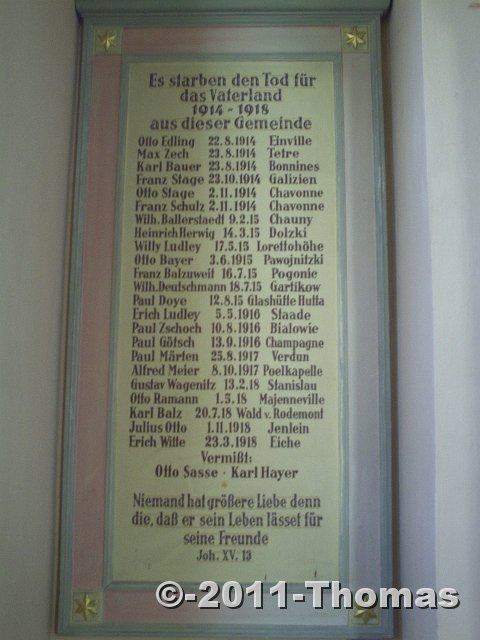 Es starben den Tod für
das Vaterland
1914 - 1918
aus dieser Gemeinde
Otto Edling 22.8.1914 Einville
Max Zech 23.8.1914 Tetre
Karl Bauer 23.8.1914 Bonnines
Franz Stage 23.10.1914 Galizien
Otto Stage 2.11.1914 Chavonne
Franz Schulz 2.11.1914 Chavonne
Wilh. Ballerstaedt 9.2.15 Chauny
Heinrich Herwig 14.3.15 Dolzki
Willy Ludley 17.5.15 Lorettohöhe
Otto Bayer 3.6.1915 Pawojnitzki
Franz Balzuweit 16.7.15 Pogonie
Wilh. Deutschmann 18.7.15 Garfikow
Paul Doye 12.8.15 Glashütte Hutta
Erich Ludley 5.5.1916 Staade
Paul Zschoch 10.8.1916 Bialowie
Paul Götsch 13.9.1916 Champagne
Paul Märten 25.8.1917 Verdun
Alfred Meier 8.10.1917 Poelkapelle
Gustav Wagenitz 13.2.18 Stanislau
Otto Ramann 1.5.18 Majenneville
Karl Balz 20.7.18 Wald v. Rodemont
Julius Otto 1.11.1918 Jenlein
Erich Witte 23.3.1918 Eiche
Vermißt:
Otto Sasse · Karl Hayer
Niemand hat größere Liebe denn
die, daß er sein Leben lässet für
seine Freunde
Joh. XV. 13
©-2011-Thomas